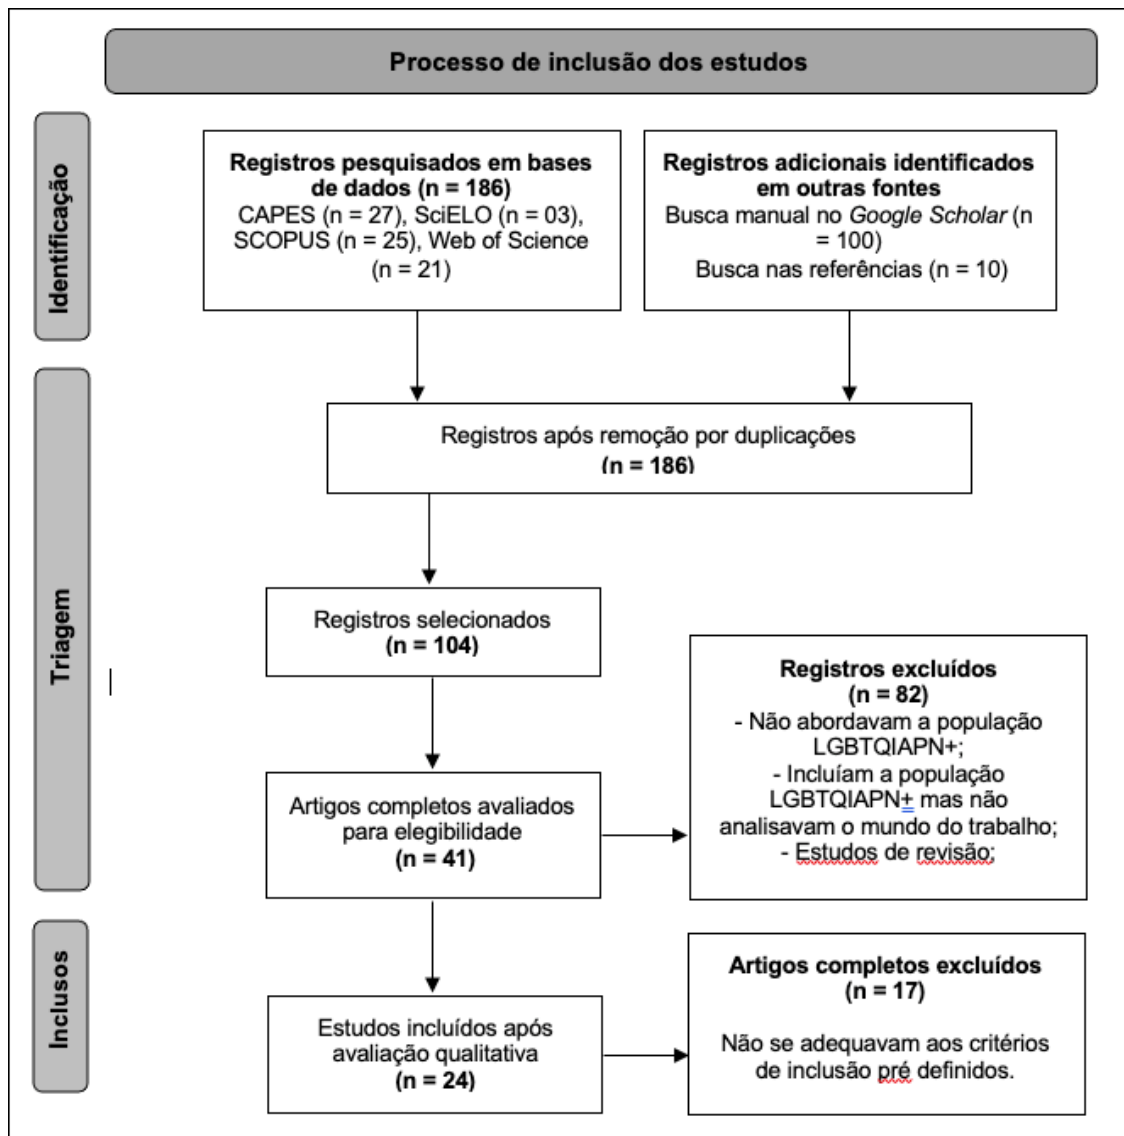 Processo de inclusão dos estudos
Identificação
Registros pesquisados em bases
de dados (n = 186)
CAPES (n = 27), SciELO (n = 03),
SCOPUS (n = 25), Web of Science
(n = 21)
Registros adicionais identificados
em outras fontes
Busca manual no Google Scholar (n
= 100)
Busca nas referências (n = 10)
Triagem
Registros após remoção por duplicações
(n = 186)
Registros selecionados
(n = 104)
Registros excluídos
(n = 82)
- Não abordavam a população
LGBTQIAPN+;
- Incluíam a população
LGBTQIAPN+ mas não
analisavam o mundo do trabalho;
- Estudos de revisão;
Artigos completos avaliados
para elegibilidade
(n = 41)
Inclusos
Artigos completos excluídos
(n = 17)
Não se adequavam aos critérios
de inclusão pré definidos.
Estudos incluídos após
avaliação qualitativa
(n = 24)